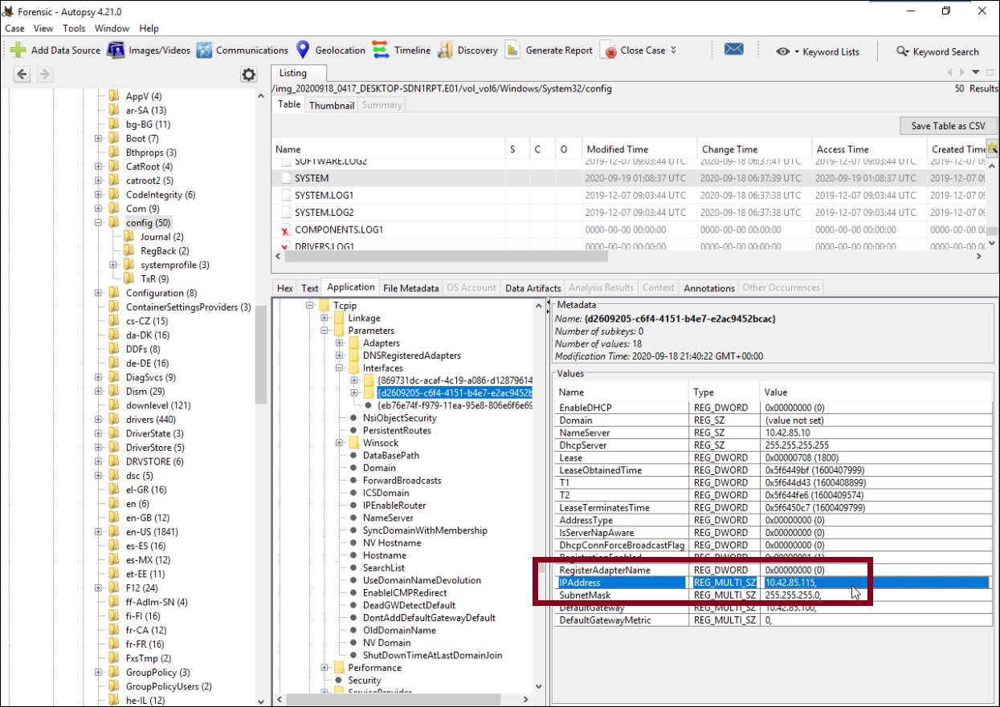 Forensic - Autopsy 4.21.0
Case View Tools Window Help
Add Data Source Images/Videos Communications Geolocation Timeline Discovery Generate Report Close Case Keyword Lists Keyword Search
Listing
/img_20200918_0417_DESKTOP-SDN1RPT.E01/vol_vol6/Windows/System32/config 50 Results
Table Thumbnail Summary
Save Table as CSV
Name S C O Modified Time Change Time Access Time Created Time
SOFTWARE.LOG2 2019-12-07 09:03:44 UTC 2020-09-18 06:37:41 UTC 2019-12-07 09:03:44 UTC 2019-12-07 09
SYSTEM 2020-09-19 01:08:37 UTC 2020-09-18 06:37:39 UTC 2020-09-19 01:08:37 UTC 2019-12-07 09
SYSTEM.LOG1 2019-12-07 09:03:44 UTC 2020-09-18 06:37:38 UTC 2019-12-07 09:03:44 UTC 2019-12-07 09
SYSTEM.LOG2 2019-12-07 09:03:44 UTC 2020-09-18 06:37:38 UTC 2019-12-07 09:03:44 UTC 2019-12-07 09
COMPONENTS.LOG1 0000-00-00 00:00:00 0000-00-00 00:00:00 0000-00-00 00:00:00 0000-00-00 00
DRIVERS.LOG1 0000-00-00 00:00:00 0000-00-00 00:00:00 0000-00-00 00:00:00 0000-00-00 00
AppV (4)
ar-SA (13)
bg-BG (11)
Boot (7)
Bthprops (3)
CatRoot (4)
catroot2 (5)
CodeIntegrity (6)
Com (9)
config (50)
Journal (2)
RegBack (2)
systemprofile (3)
TxR (9)
Configuration (8)
ContainerSettingsProviders (3)
cs-CZ (15)
da-DK (16)
DDFs (8)
de-DE (16)
DiagSvcs (9)
Dism (29)
downlevel (121)
drivers (440)
DriverState (3)
DriverStore (5)
DRVSTORE (6)
dsc (5)
el-GR (16)
en (6)
en-GB (12)
en-US (1841)
es-ES (16)
es-MX (12)
et-EE (11)
F12 (24)
ff-Adlm-SN (4)
fi-FI (16)
fr-CA (12)
fr-FR (16)
FxsTmp (2)
GroupPolicy (3)
GroupPolicyUsers (2)
he-IL (12)
Hex Text Application File Metadata OS Account Data Artifacts Analysis Results Context Annotations Other Occurrences
Tcpip
Linkage
Parameters
Adapters
DNSRegisteredAdapters
Interfaces
{869731dc-acaf-4c19-a086-d12879614
{d2609205-c6f4-4151-b4e7-e2ac9452b
{eb76e74f-f979-11ea-95e8-806e6f6e69
NsiObjectSecurity
PersistentRoutes
Winsock
DataBasePath
Domain
ForwardBroadcasts
ICSDomain
IPEnableRouter
NameServer
SyncDomainWithMembership
NV Hostname
Hostname
SearchList
UseDomainNameDevolution
EnableICMPRedirect
DeadGWDetectDefault
DontAddDefaultGatewayDefault
OldDomainName
NV Domain
ShutDownTimeAtLastDomainJoin
Performance
Security
ServiceProvider
Metadata
Name: {d2609205-c6f4-4151-b4e7-e2ac9452bcac}
Number of subkeys: 0
Number of values: 18
Modification Time: 2020-09-18 21:40:22 GMT+00:00
Values
Name Type Value
EnableDHCP REG_DWORD 0x00000000 (0)
Domain REG_SZ (value not set)
NameServer REG_SZ 10.42.85.10
DhcpServer REG_SZ 255.255.255.255
Lease REG_DWORD 0x00000708 (1800)
LeaseObtainedTime REG_DWORD 0x5f6449bf (1600407999)
T1 REG_DWORD 0x5f644d43 (1600408899)
T2 REG_DWORD 0x5f644fe6 (1600409574)
LeaseTerminatesTime REG_DWORD 0x5f6450c7 (1600409799)
AddressType REG_DWORD 0x00000000 (0)
IsServerNapAware REG_DWORD 0x00000000 (0)
DhcpConnForceBroadcastFlag REG_DWORD 0x00000000 (0)
RegistrationEnabled REG_DWORD 0x00000001 (1)
RegisterAdapterName REG_DWORD 0x00000000 (0)
IPAddress REG_MULTI_SZ 10.42.85.115,
SubnetMask REG_MULTI_SZ 255.255.255.0,
DefaultGateway REG_MULTI_SZ 10.42.85.100,
DefaultGatewayMetric REG_MULTI_SZ 0,